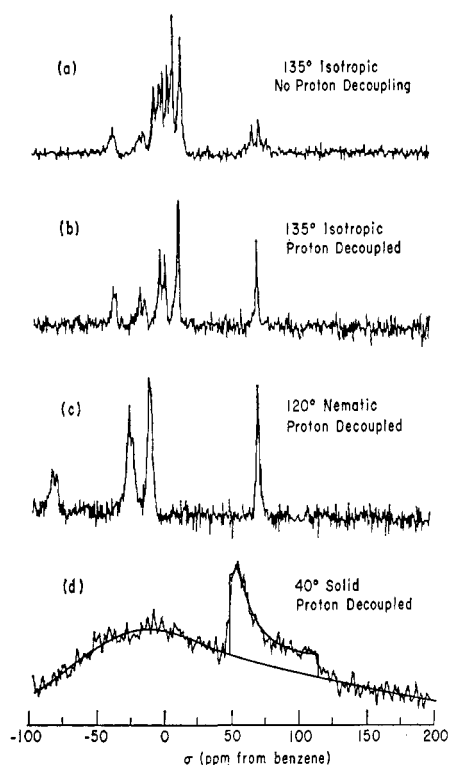 (a)
135° Isotropic
No Proton Decoupling
(b)
135° Isotropic
Proton Decoupled
(c)
120° Nematic
Proton Decoupled
(d)
40° Solid
Proton Decoupled
-100 -50 0 50 100 150 200
σ (ppm from benzene)